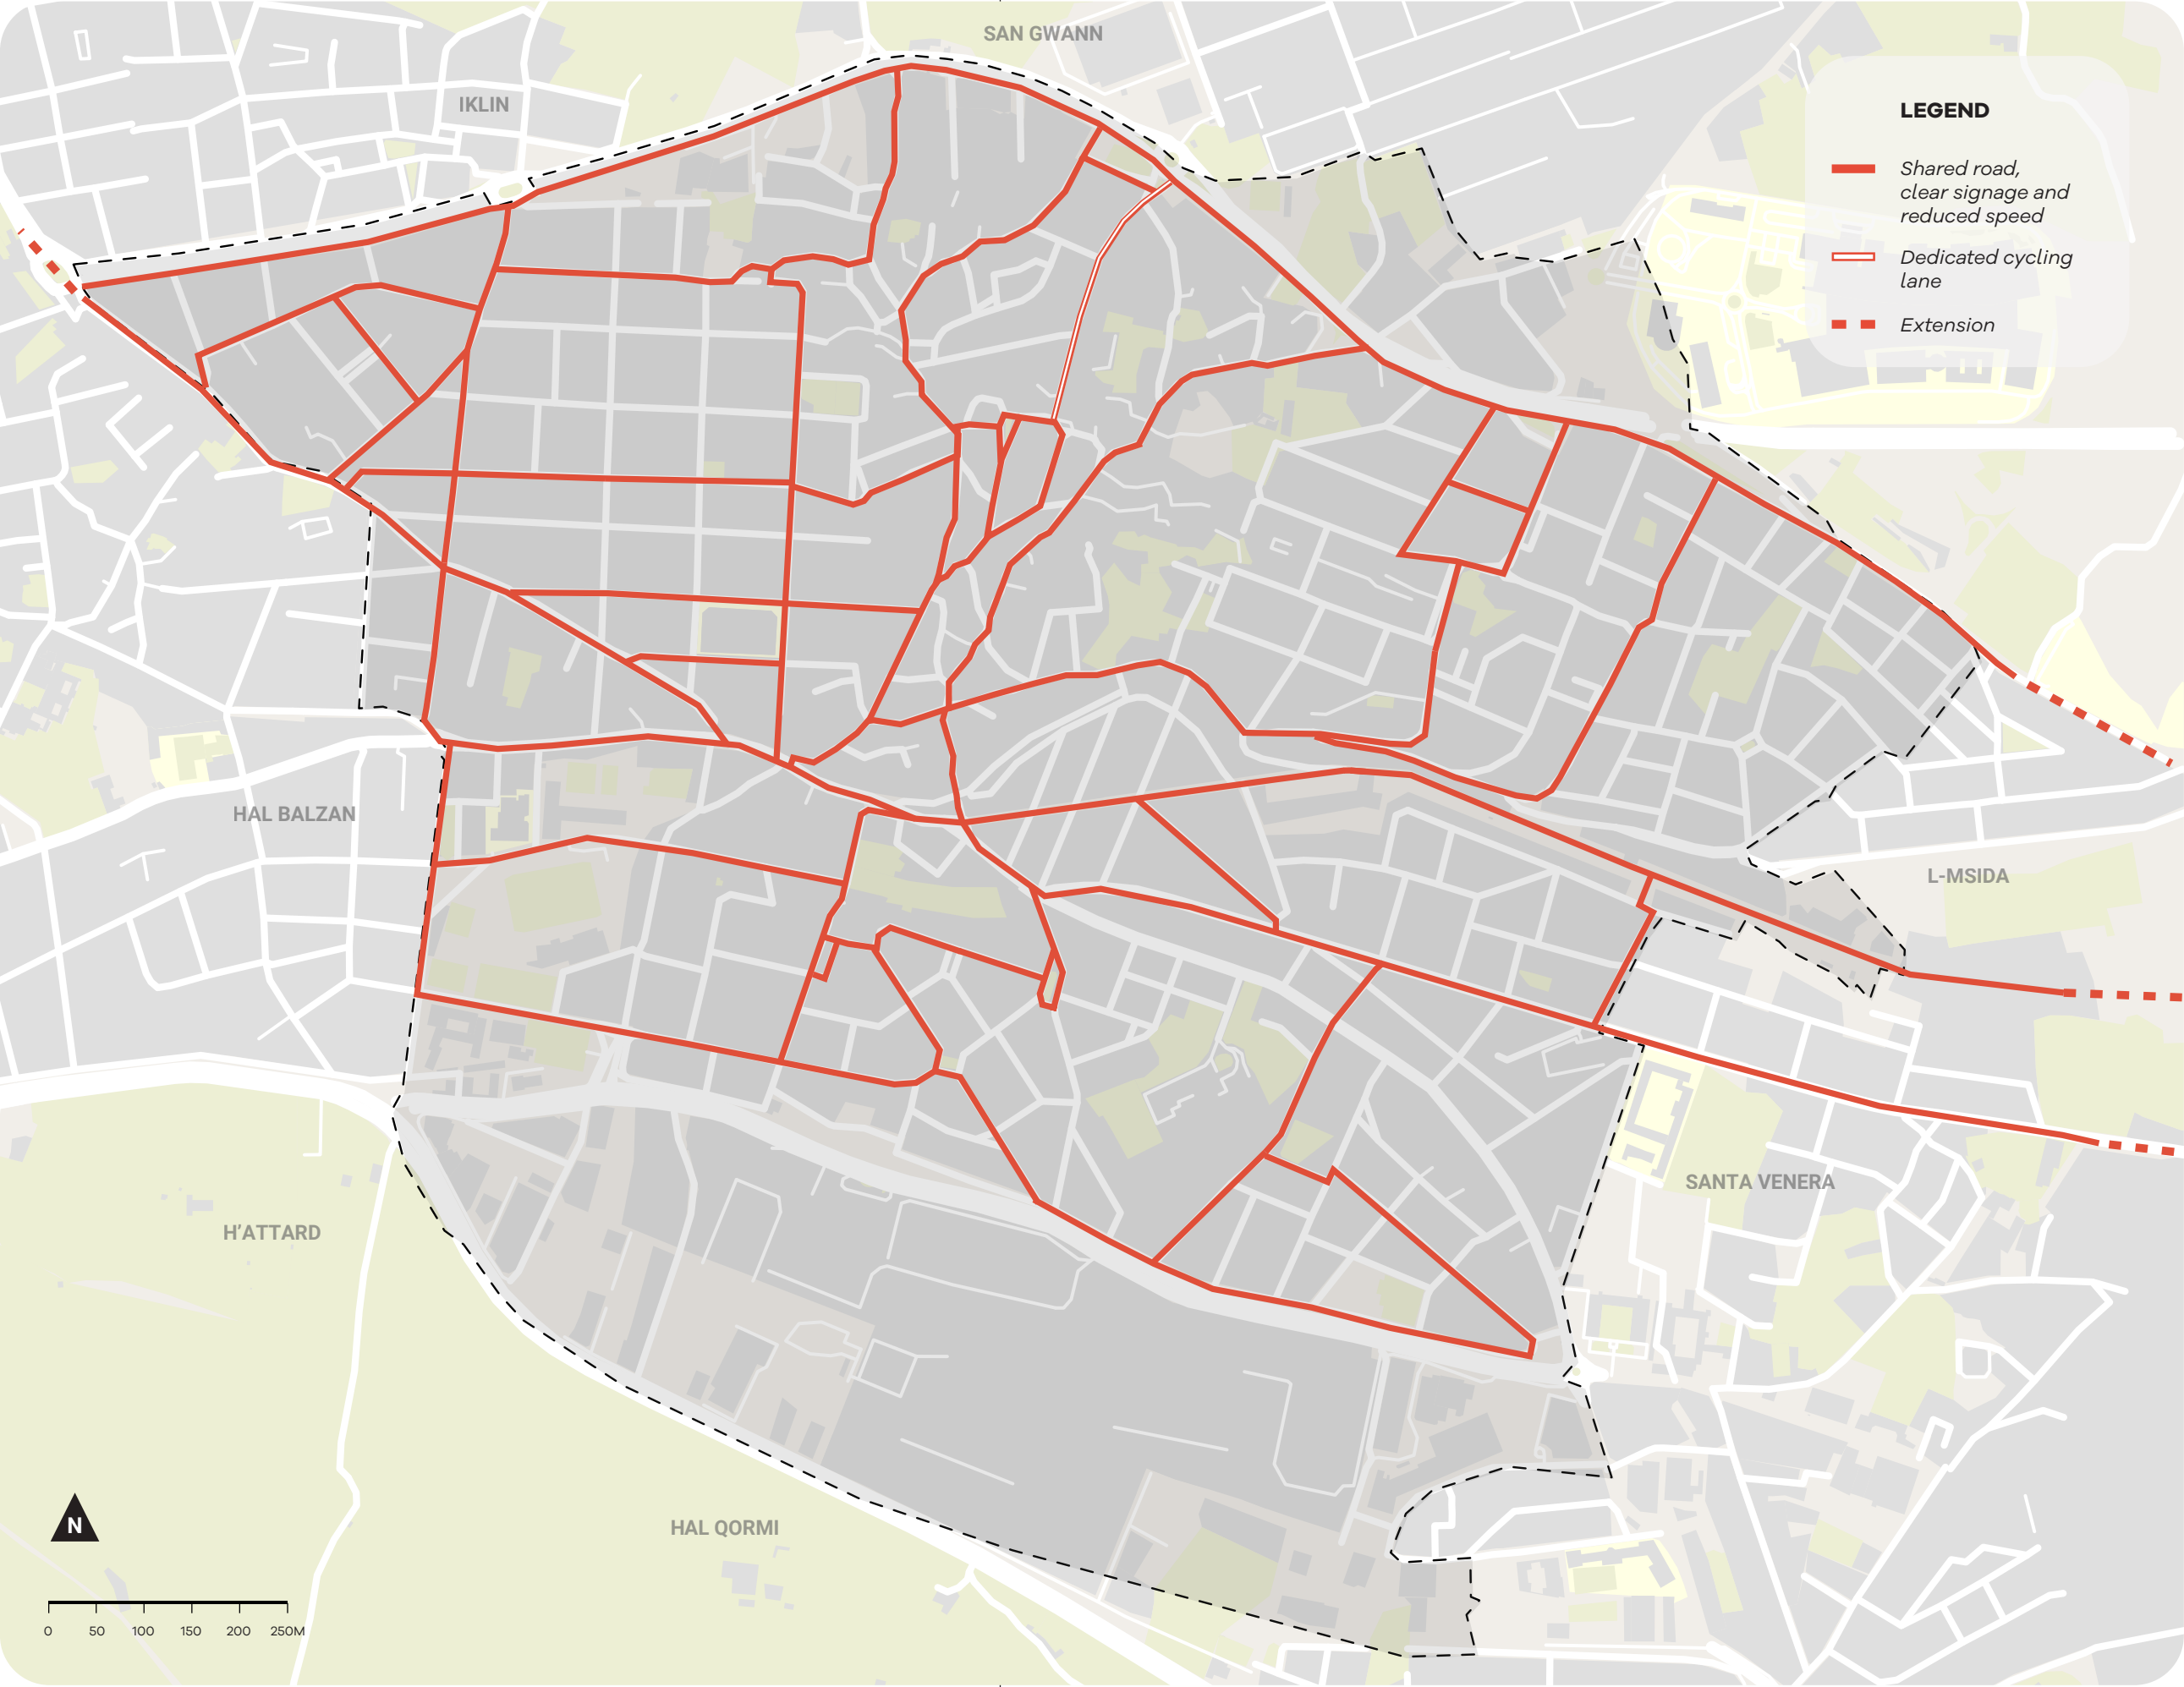 SAN GWANN
IKLIN
LEGEND
Shared road,
clear signage and
reduced speed
Dedicated cycling
lane
Extension
HAL BALZAN
L-MSIDA
SANTA VENERA
H'ATTARD
HAL QORMI
N
0 50 100 150 200 250M